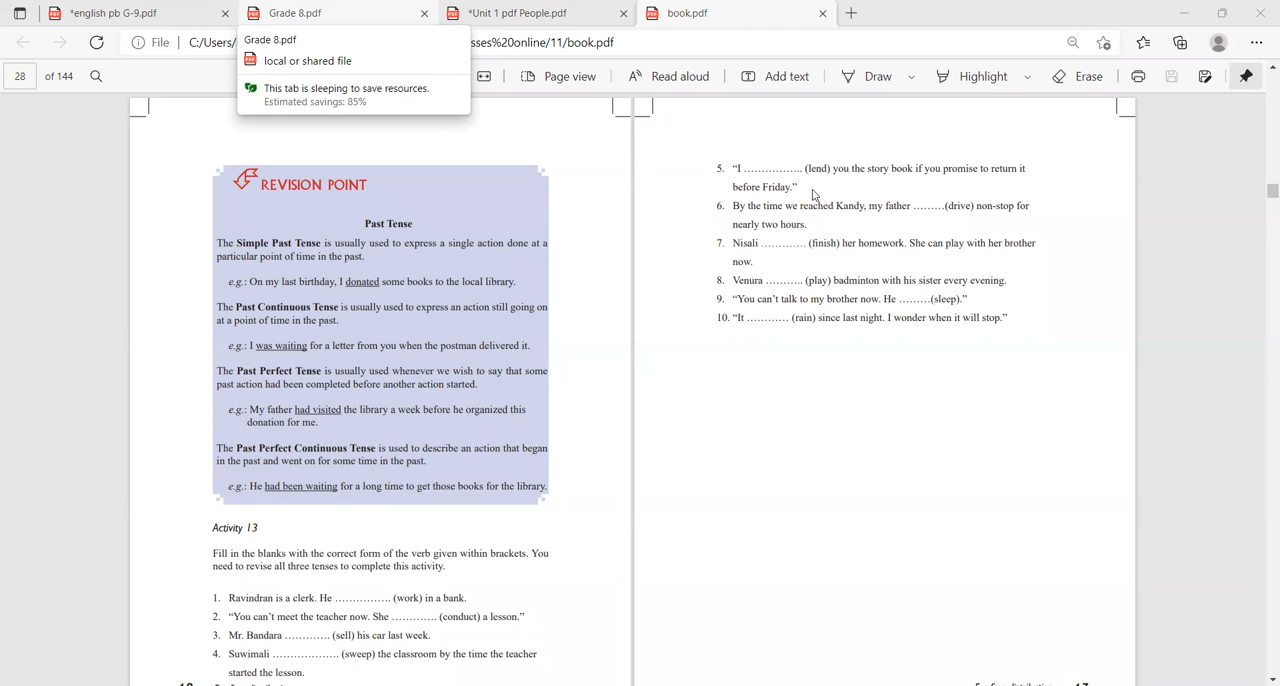 *english pb G-9.pdf
Grade 8.pdf
*Unit 1 pdf People.pdf
book.pdf
File
C:/Users/
sses%20online/11/book.pdf
Grade 8.pdf
local or shared file
This tab is sleeping to save resources.
Estimated savings: 85%
28
of 144
Page view
Read aloud
Add text
Draw
Highlight
Erase
REVISION POINT
Past Tense
The Simple Past Tense is usually used to express a single action done at a
particular point of time in the past.
e.g.: On my last birthday, I donated some books to the local library.
The Past Continuous Tense is usually used to express an action still going on
at a point of time in the past.
e.g.: I was waiting for a letter from you when the postman delivered it.
The Past Perfect Tense is usually used whenever we wish to say that some
past action had been completed before another action started.
e.g.: My father had visited the library a week before he organized this
donation for me.
The Past Perfect Continuous Tense is used to describe an action that began
in the past and went on for some time in the past.
e.g.: He had been waiting for a long time to get those books for the library.
Activity 13
Fill in the blanks with the correct form of the verb given within brackets. You
need to revise all three tenses to complete this activity.
1. Ravindran is a clerk. He ................ (work) in a bank.
2. “You can’t meet the teacher now. She ............. (conduct) a lesson.”
3. Mr. Bandara ............. (sell) his car last week.
4. Suwimali ................... (sweep) the classroom by the time the teacher
started the lesson.
5. “I ................. (lend) you the story book if you promise to return it
before Friday.”
6. By the time we reached Kandy, my father .........(drive) non-stop for
nearly two hours.
7. Nisali ............. (finish) her homework. She can play with her brother
now.
8. Venura ........... (play) badminton with his sister every evening.
9. “You can’t talk to my brother now. He .........(sleep).”
10. “It ............ (rain) since last night. I wonder when it will stop.”